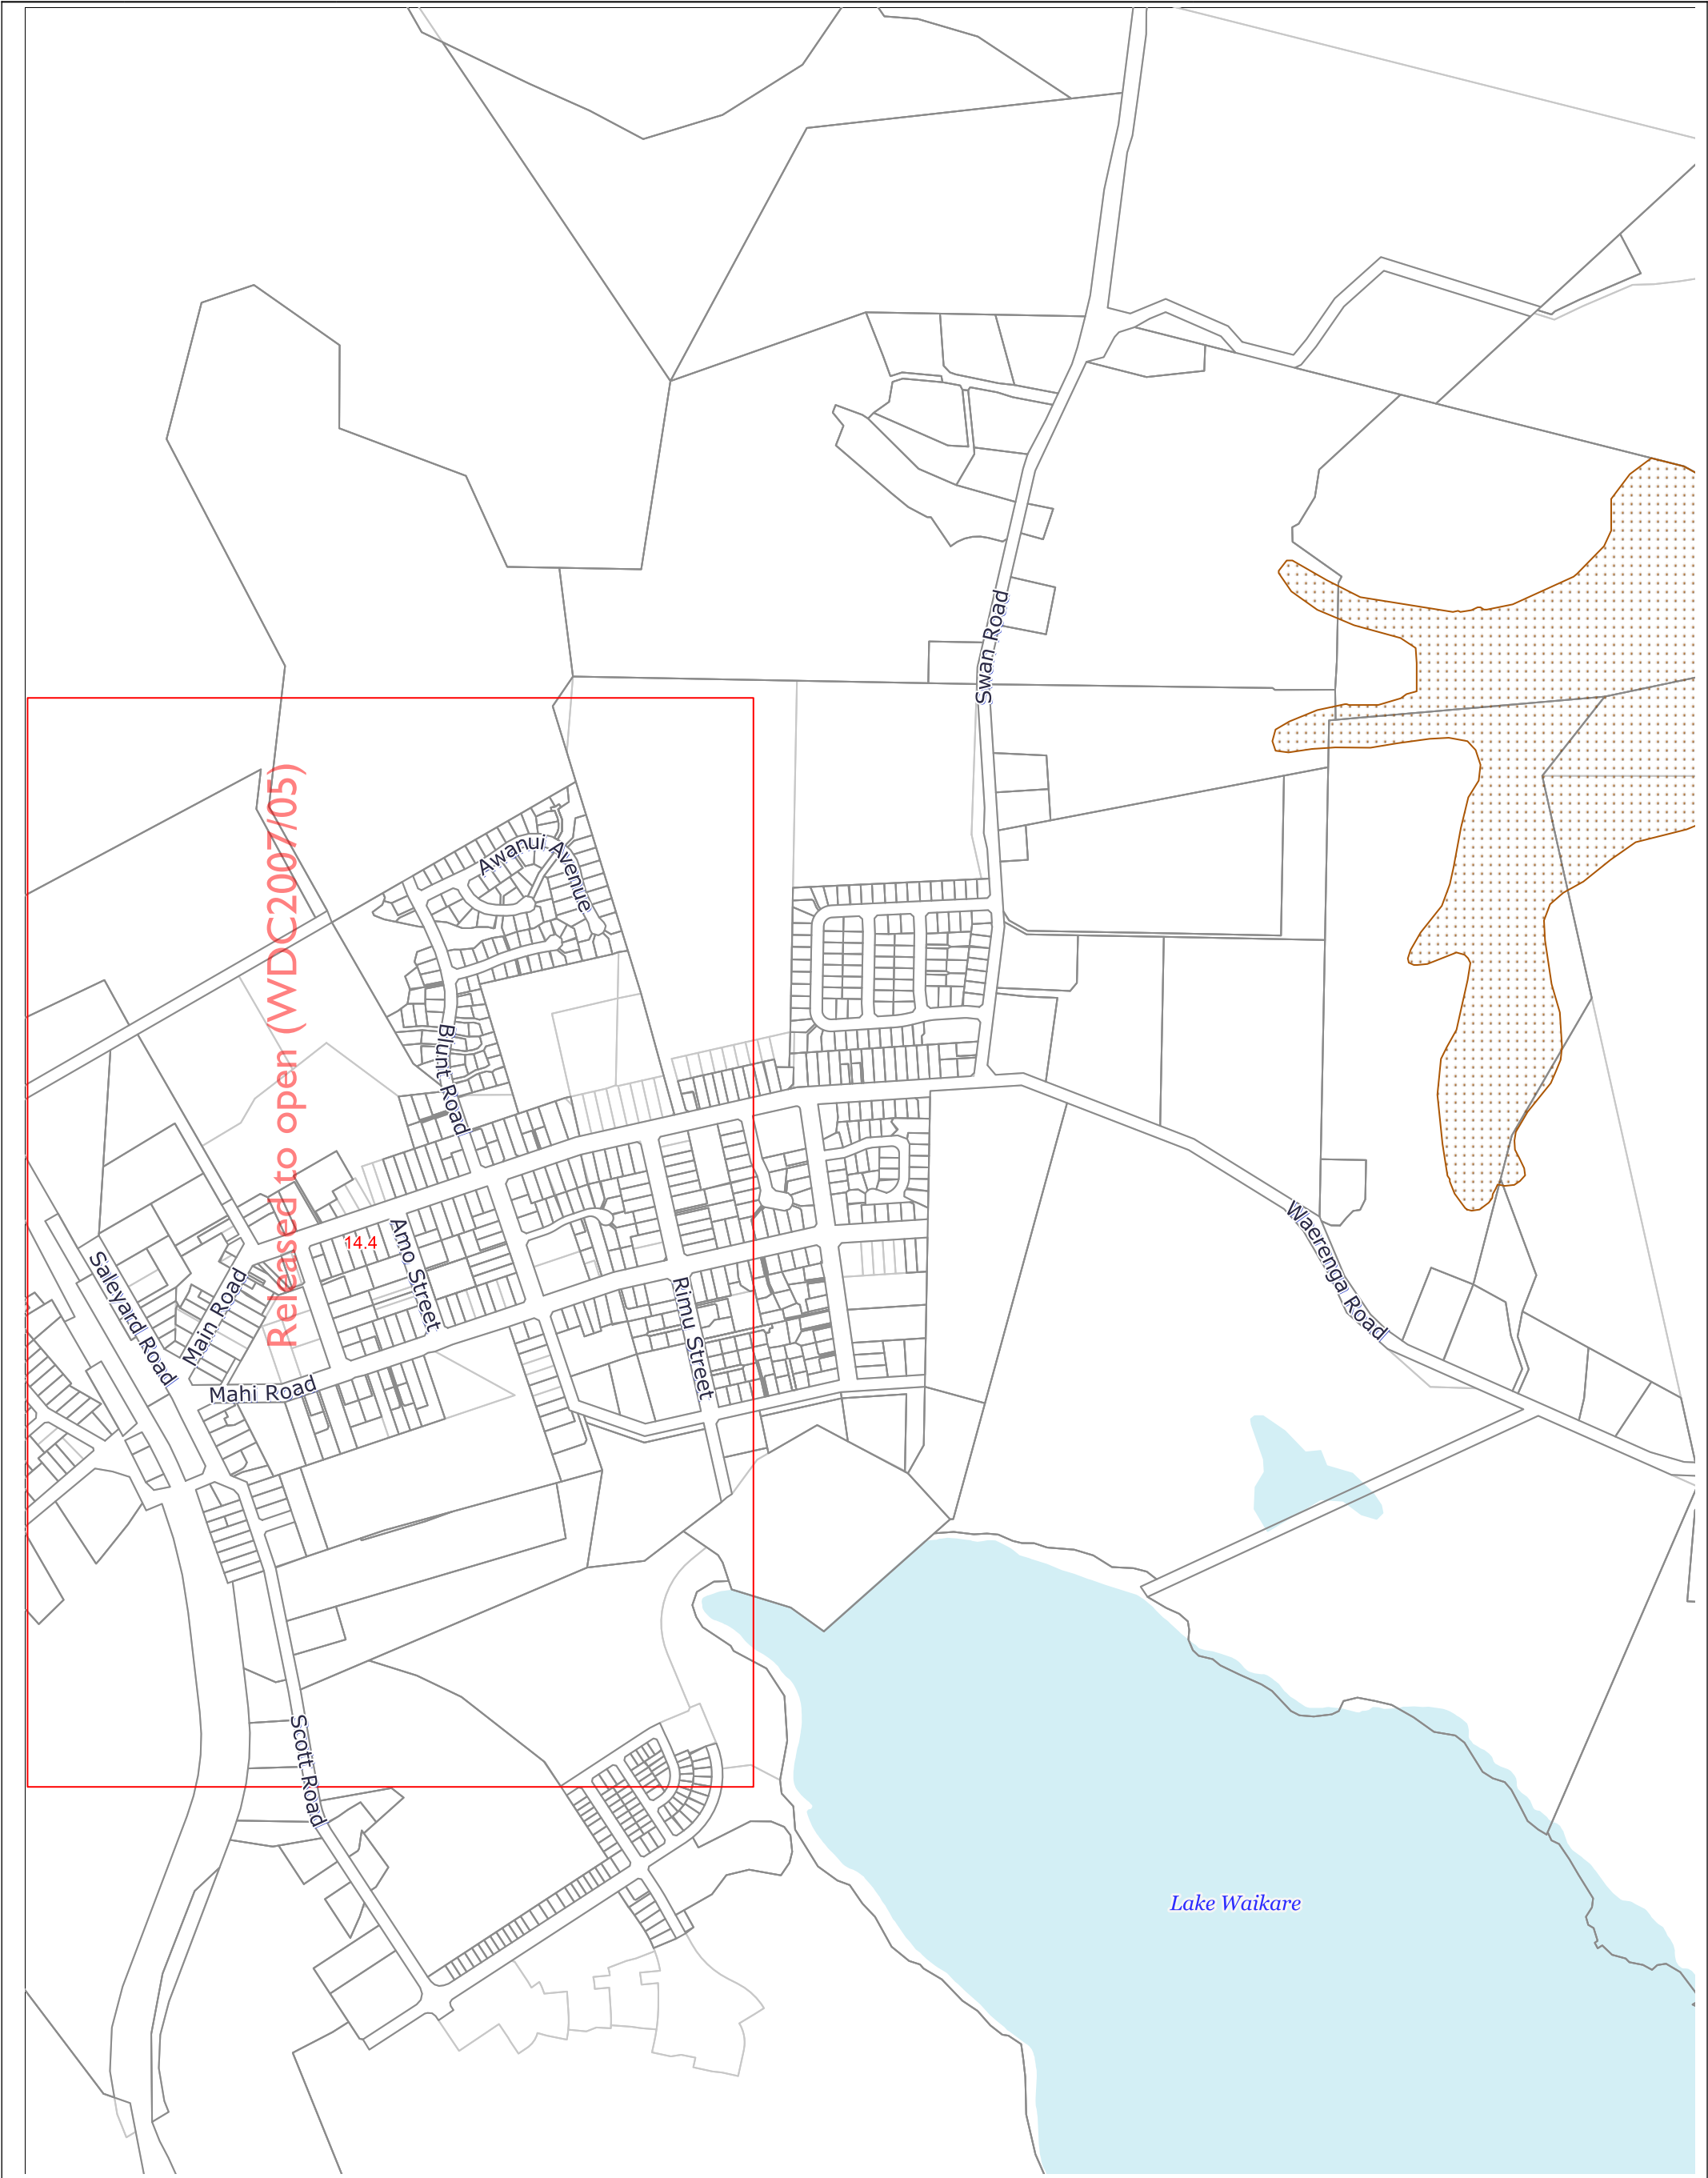 Swan Road
Awanui Avenue
Released to open (WDC2007/05)
Blunt Road
14.4
Amo Street
Saleyard Road
Main Road
Rimu Street
Mahi Road
Waerenga Road
Scott Road
Lake Waikare